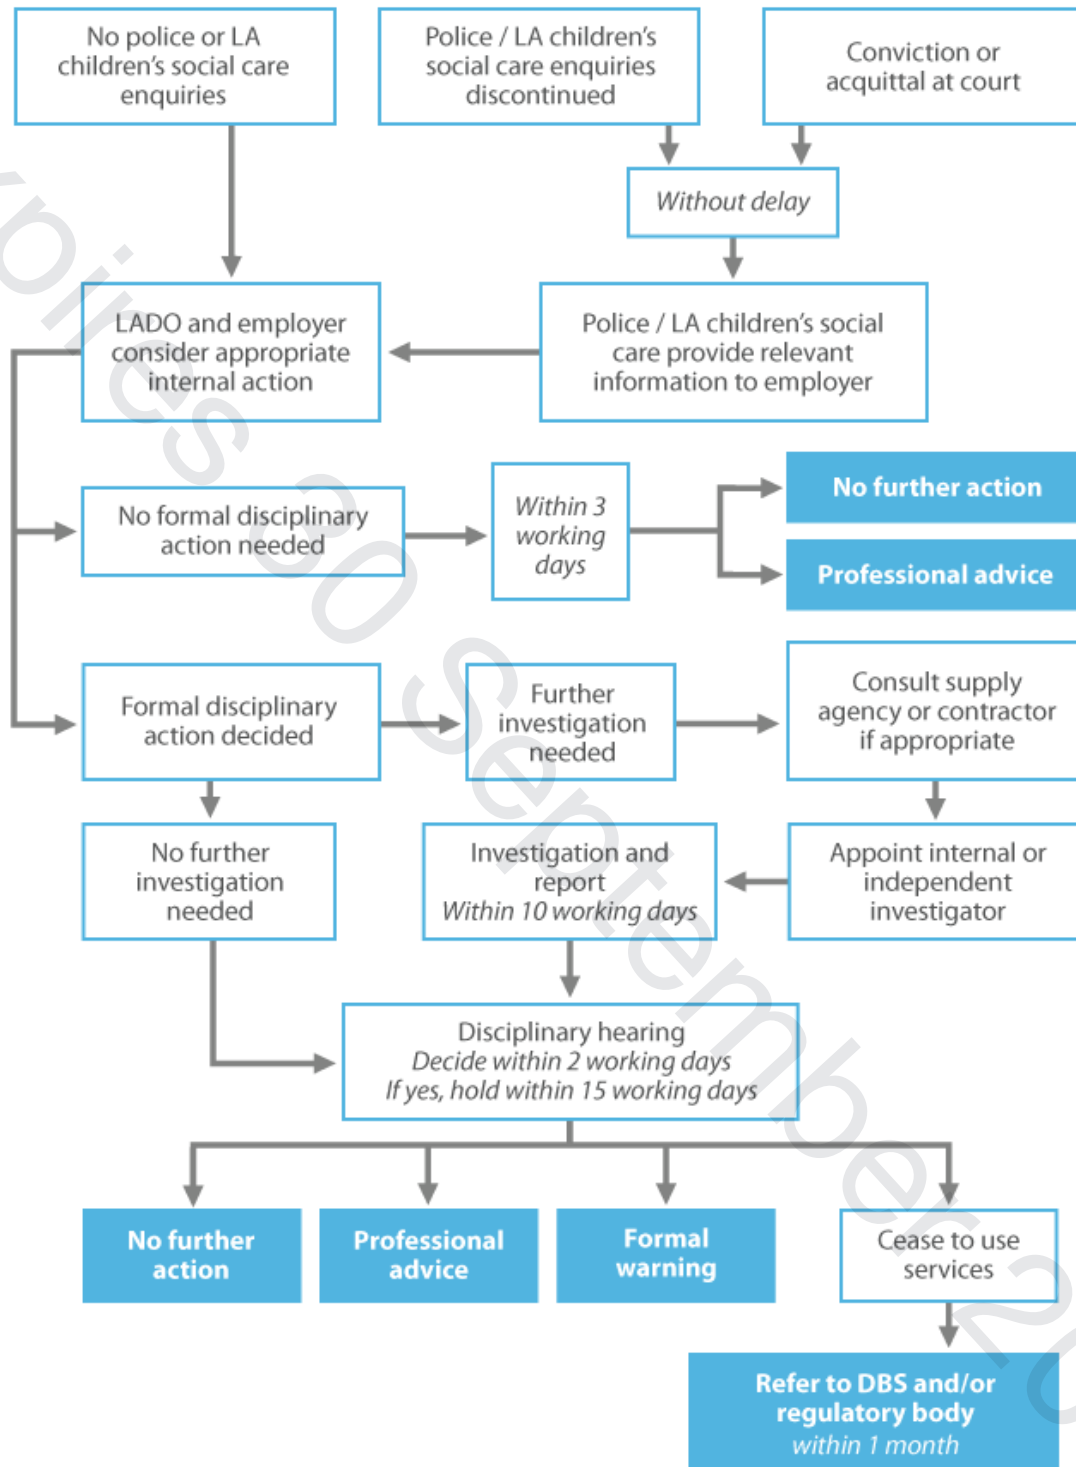 No police or LA
children's social care
enquiries
Police / LA children's
social care enquiries
discontinued
Conviction or
acquittal at court
Without delay
LADO and employer
consider appropriate
internal action
Police / LA children's social
care provide relevant
information to employer
No formal disciplinary
action needed
Within 3
working
days
No further action
Professional advice
Formal disciplinary
action decided
Further
investigation
needed
Consult supply
agency or contractor
if appropriate
No further
investigation
needed
Investigation and
report
Within 10 working days
Appoint internal or
independent
investigator
Disciplinary hearing
Decide within 2 working days
If yes, hold within 15 working days
No further
action
Professional
advice
Formal
warning
Cease to use
services
Refer to DBS and/or
regulatory body
within 1 month
30 September